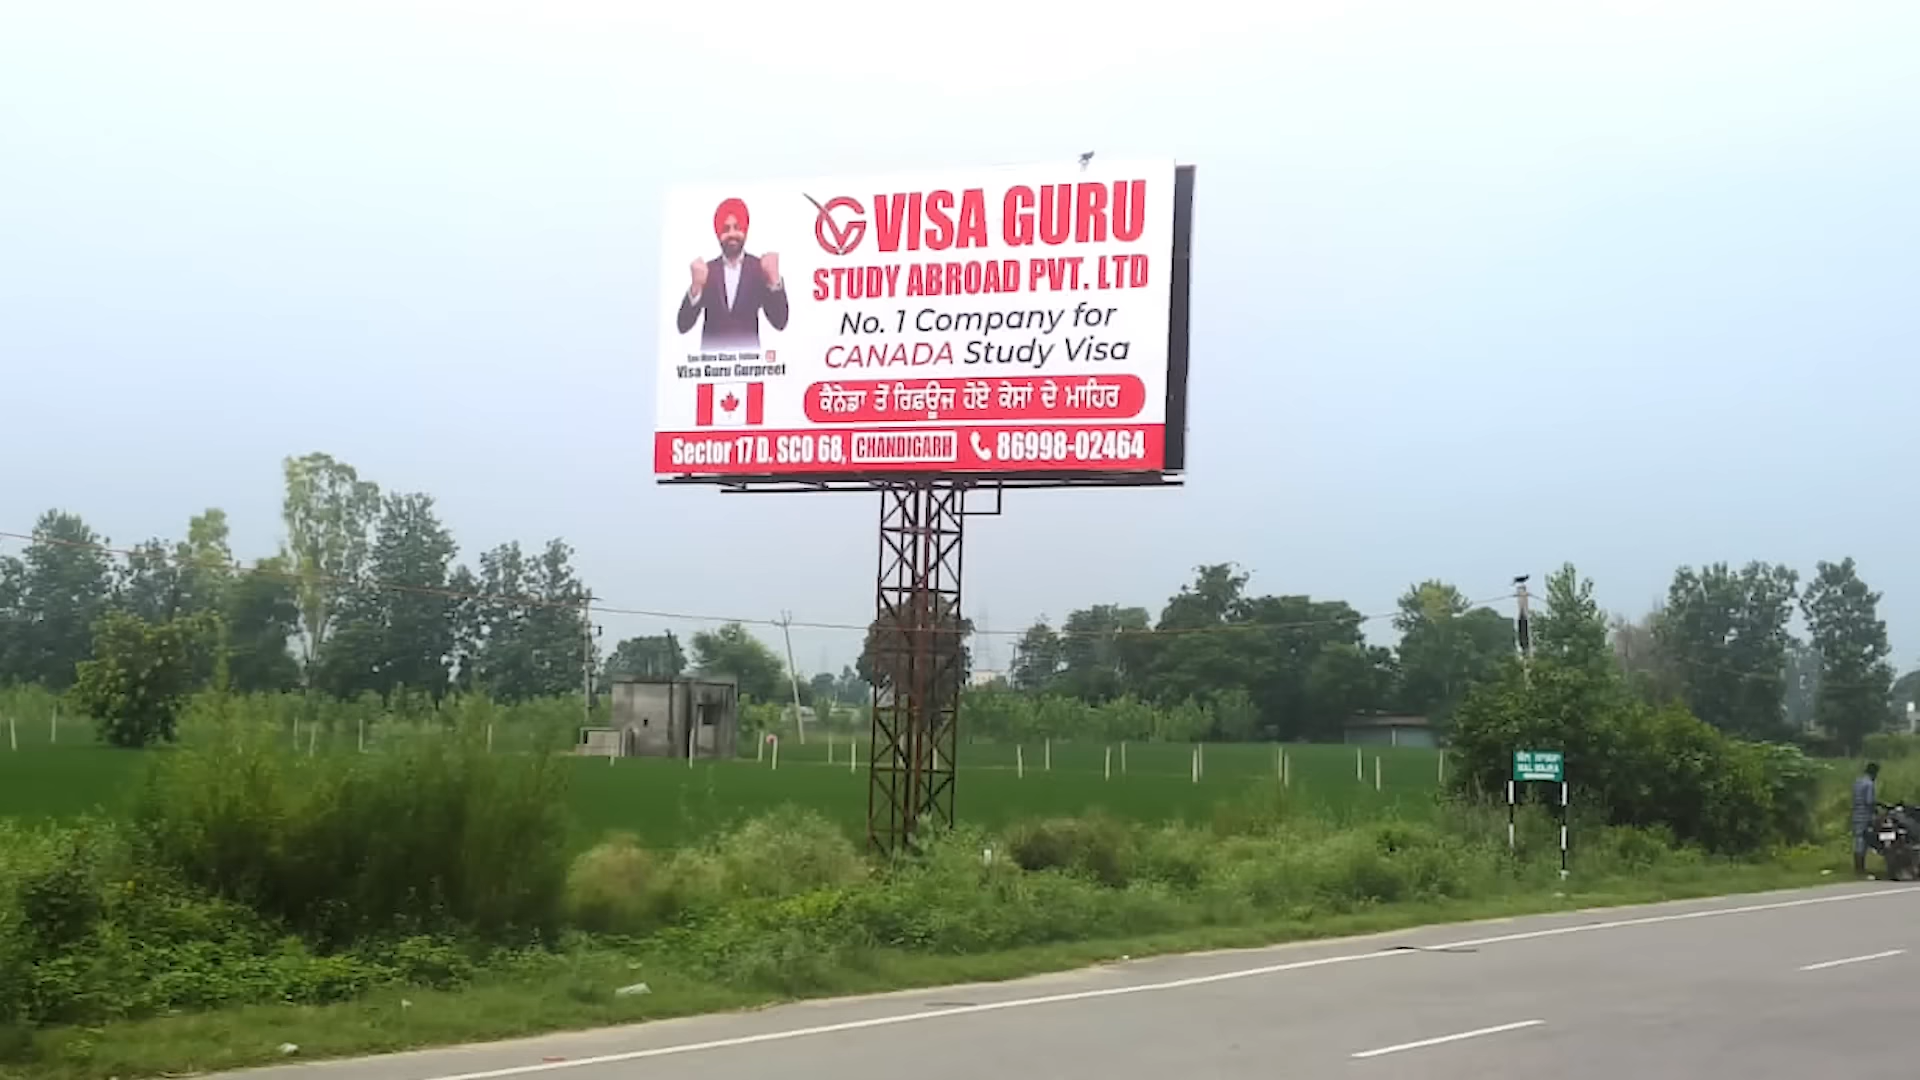 VISA GURU
STUDY ABROAD PVT. LTD
No. 1 Company for
CANADA Study Visa
ਕੈਨੇਡਾ ਤੋਂ ਰਿਫਊਜ ਹੋਏ ਕੇਸਾਂ ਦੇ ਮਾਹਿਰ
Visa Guru Gurpreet
Sector 17 D, SCO 68, CHANDIGARH 86998-02464